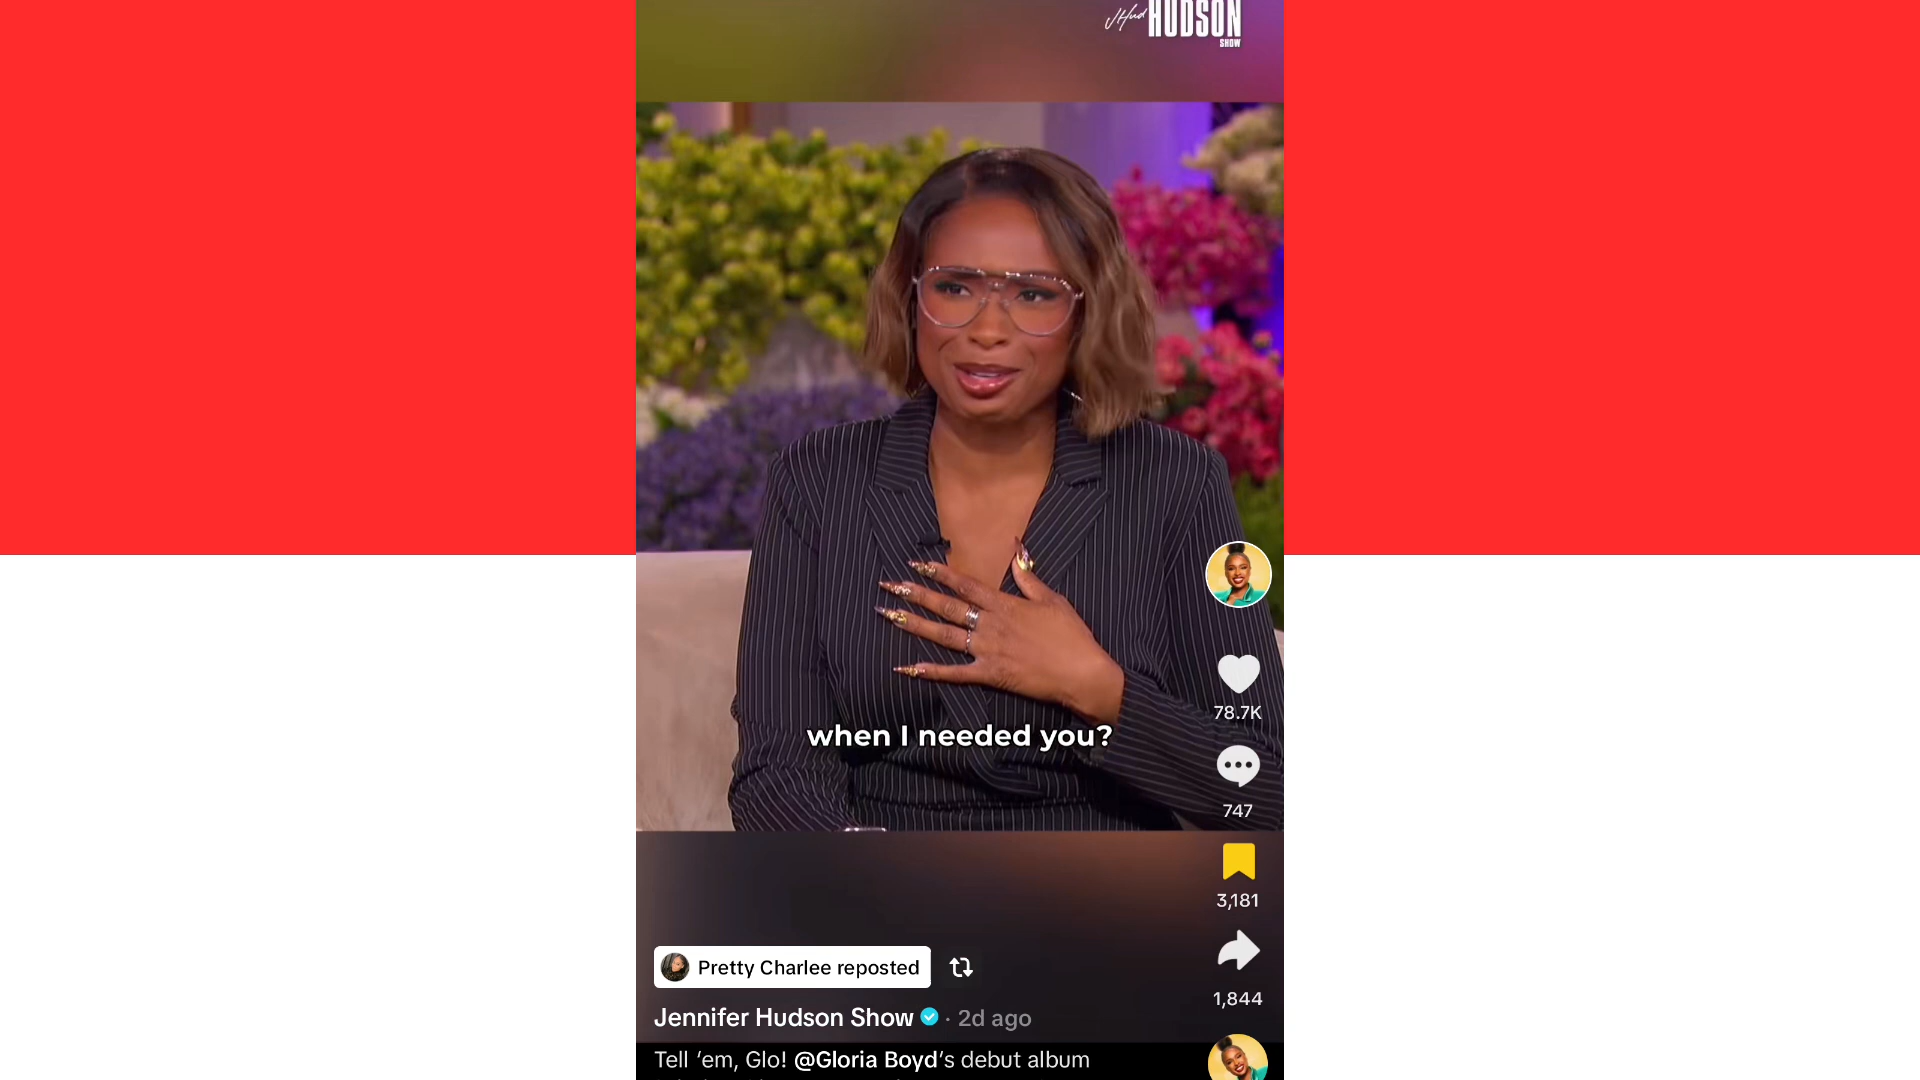 JHud HUDSON
SHOW
when I needed you?
78.7K
747
3,181
1,844
Pretty Charlee reposted
Jennifer Hudson Show · 2d ago
Tell ‘em, Glo! @Gloria Boyd’s debut album